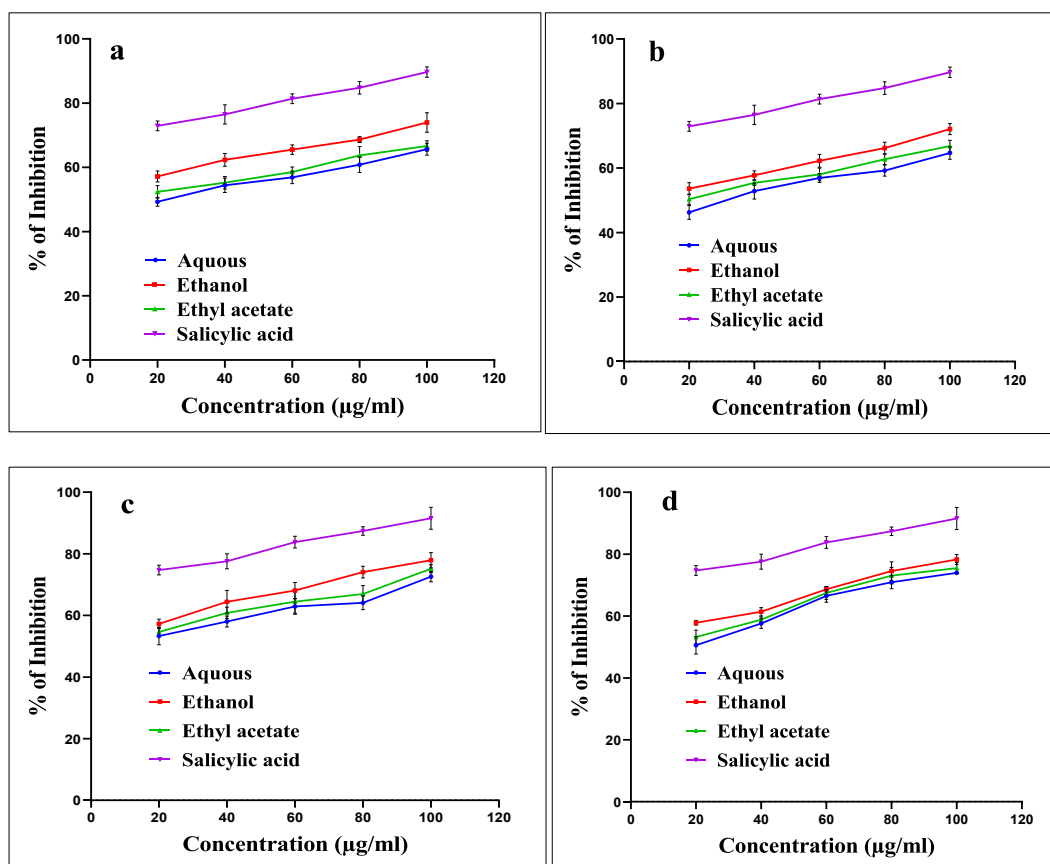 a
% of Inhibition
100
80
60
40
20
0
Aquous
Ethanol
Ethyl acetate
Salicylic acid
0 20 40 60 80 100 120
Concentration (µg/ml)
b
% of Inhibition
100
80
60
40
20
0
Aquous
Ethanol
Ethyl acetate
Salicylic acid
0 20 40 60 80 100 120
Concentration (µg/ml)
c
% of Inhibition
100
80
60
40
20
0
Aquous
Ethanol
Ethyl acetate
Salicylic acid
0 20 40 60 80 100 120
Concentration (µg/ml)
d
% of Inhibition
100
80
60
40
20
0
Aquous
Ethanol
Ethyl acetate
Salicylic acid
0 20 40 60 80 100 120
Concentration (µg/ml)